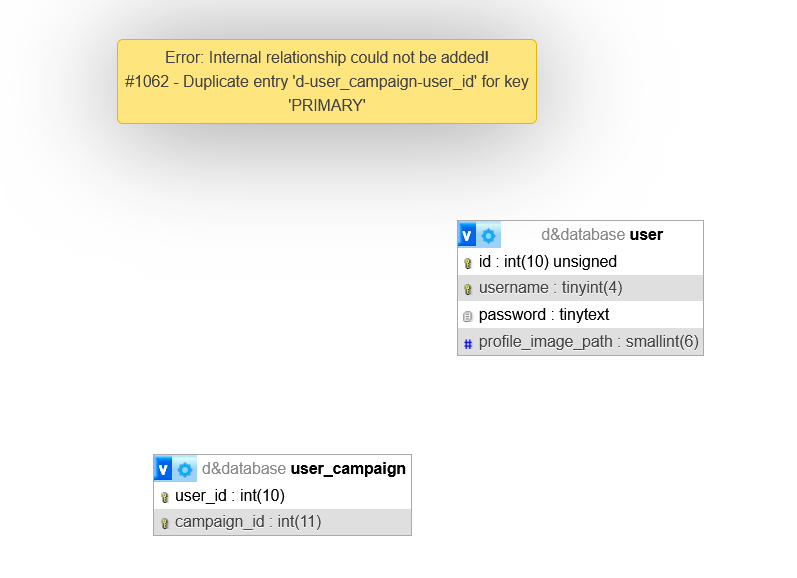 Error: Internal relationship could not be added!
#1062 - Duplicate entry 'd-user_campaign-user_id' for key
'PRIMARY'
v d&database user
id : int(10) unsigned
username : tinyint(4)
password : tinytext
# profile_image_path : smallint(6)
v d&database user_campaign
user_id : int(10)
campaign_id : int(11)